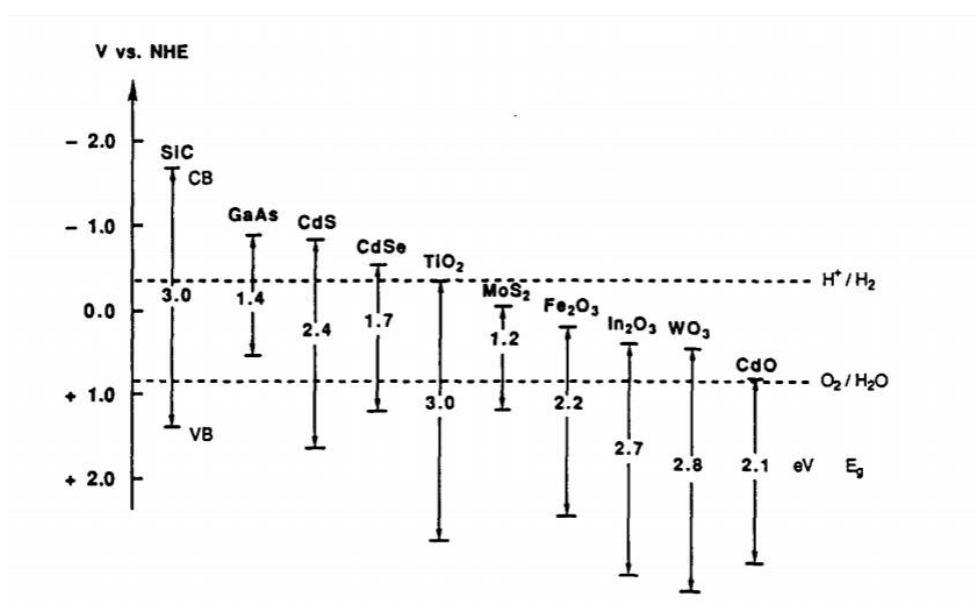 V vs. NHE
− 2.0
SiC
CB
GaAs
CdS
− 1.0
CdSe
TiO2
H+/H2
MoS2
3.0
1.4
Fe2O3
0.0
1.7
In2O3
WO3
2.4
1.2
CdO
O2/H2O
+ 1.0
3.0
2.2
VB
2.7
2.8
2.1
eV
Eg
+ 2.0